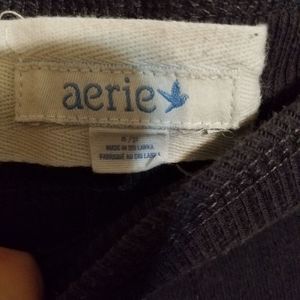 aerie
MADE IN SRI LANKA
FABRIQUÉ AU SRI LANKA